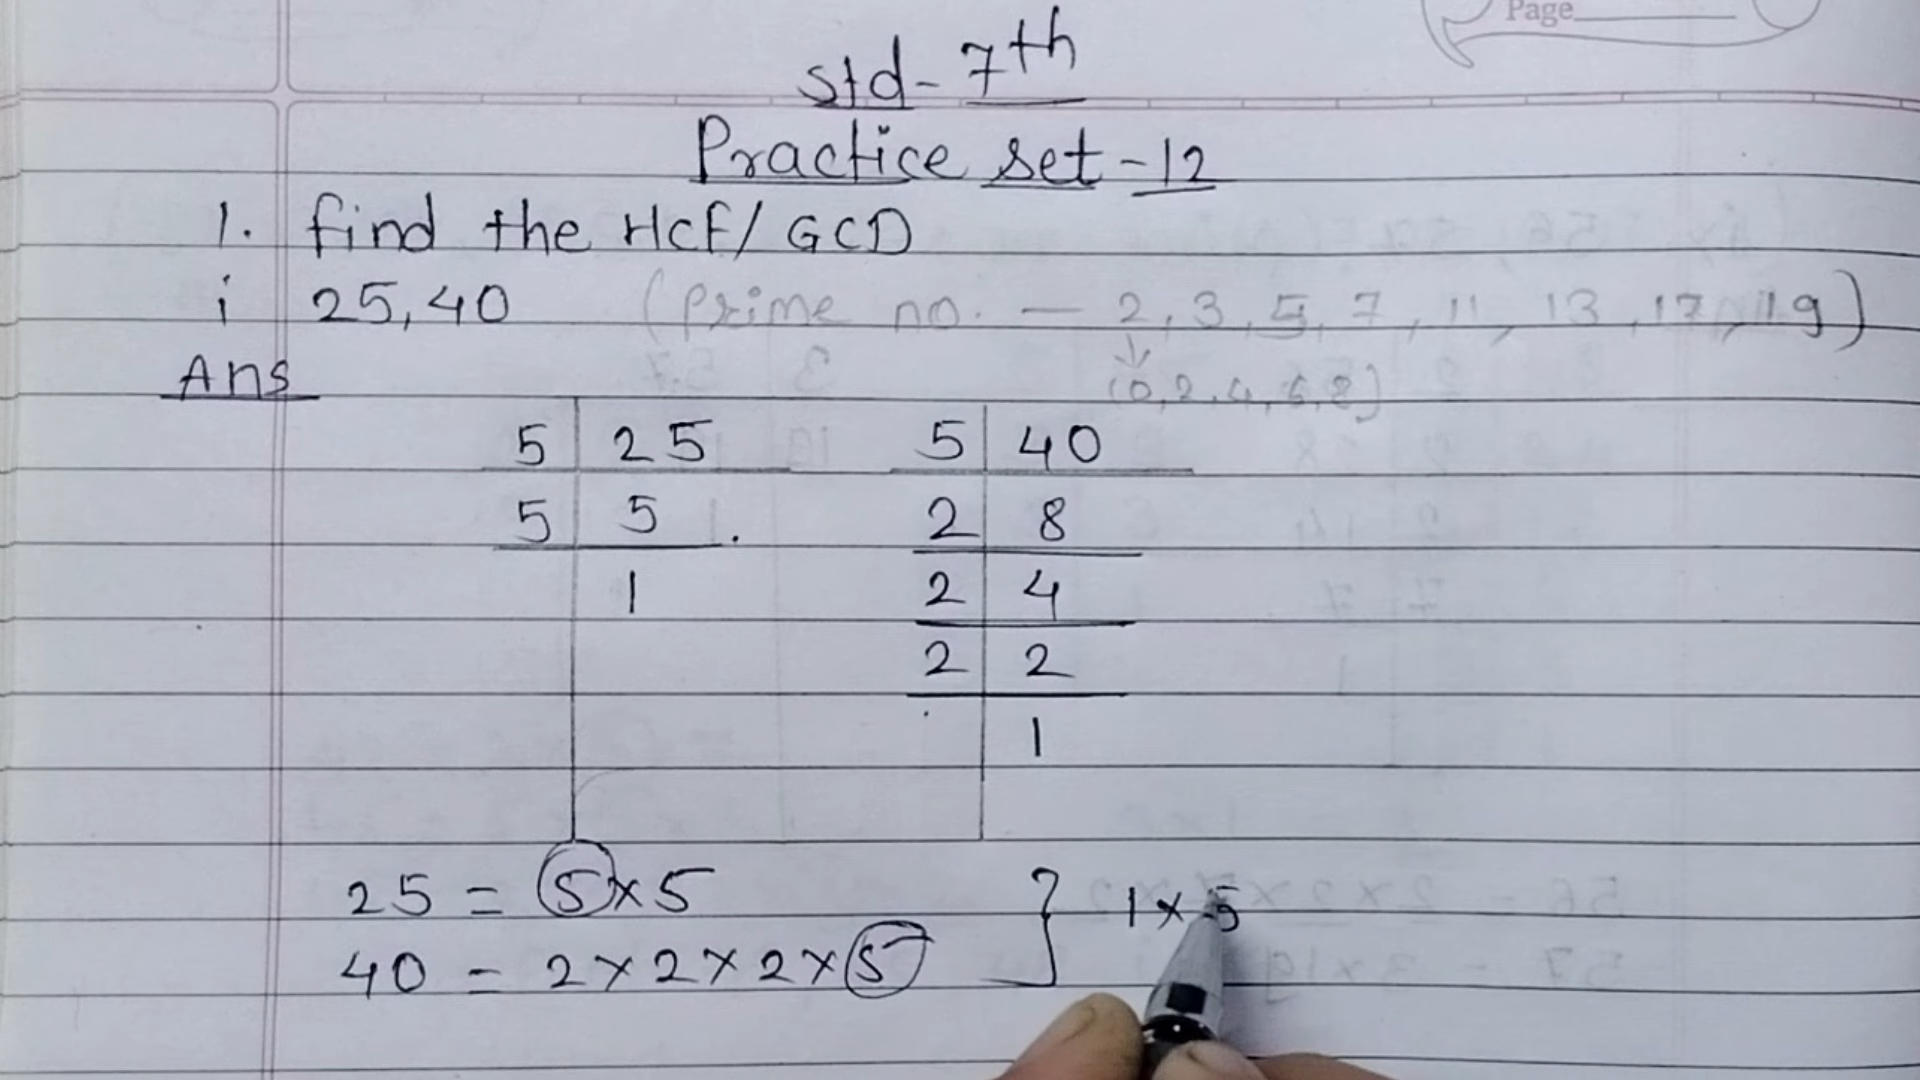 Page
Std - 7th
Practice set - 12
1. find the HCF/ GCD
i 25, 40 (Prime no. — 2, 3, 5, 7, 11, 13, 17, 19)
(0, 2, 4, 6, 8)
Ans
5 25 5 40
5 5 . 2 8
1 2 4
2 2
1
25 = 5 x 5
40 = 2 x 2 x 2 x 5 } 1 x 5